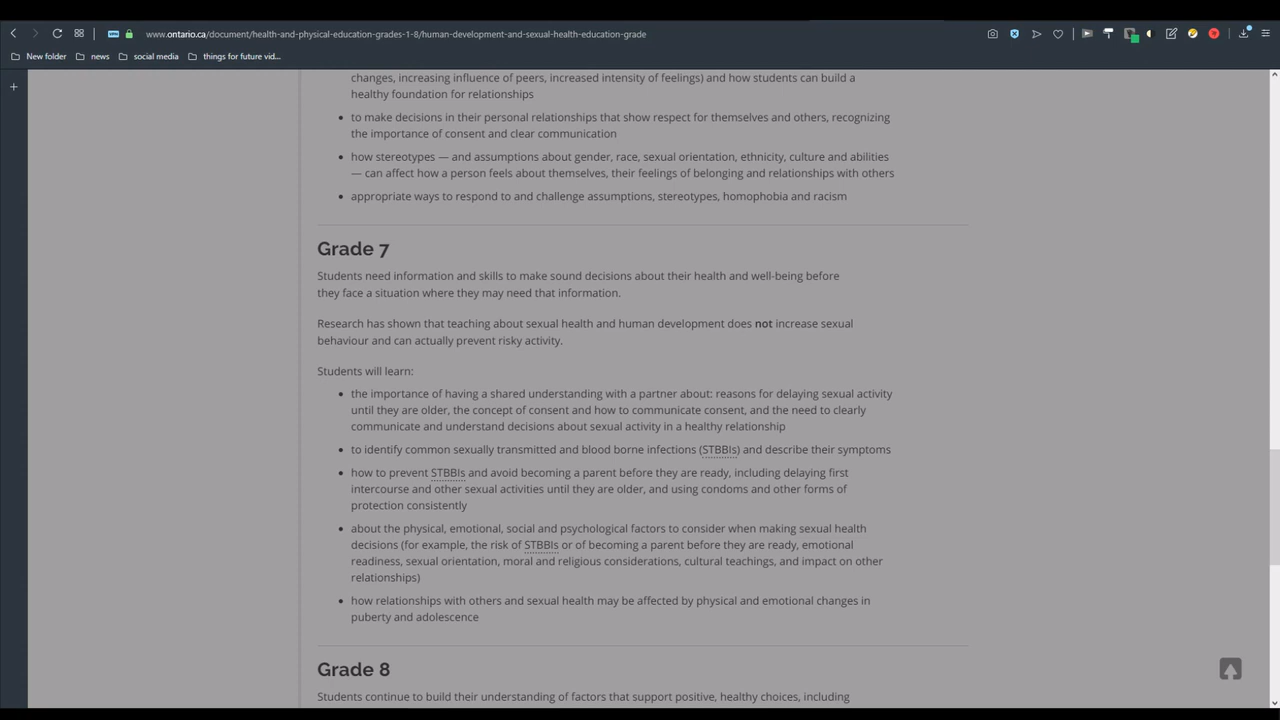 www.ontario.ca/document/health-and-physical-education-grades-1-8/human-development-and-sexual-health-education-grade
New folder news social media things for future vid...
changes, increasing influence of peers, increased intensity of feelings) and how students can build a
healthy foundation for relationships
• to make decisions in their personal relationships that show respect for themselves and others, recognizing
the importance of consent and clear communication
• how stereotypes — and assumptions about gender, race, sexual orientation, ethnicity, culture and abilities
— can affect how a person feels about themselves, their feelings of belonging and relationships with others
• appropriate ways to respond to and challenge assumptions, stereotypes, homophobia and racism
Grade 7
Students need information and skills to make sound decisions about their health and well-being before
they face a situation where they may need that information.
Research has shown that teaching about sexual health and human development does not increase sexual
behaviour and can actually prevent risky activity.
Students will learn:
• the importance of having a shared understanding with a partner about: reasons for delaying sexual activity
until they are older, the concept of consent and how to communicate consent, and the need to clearly
communicate and understand decisions about sexual activity in a healthy relationship
• to identify common sexually transmitted and blood borne infections (STBBIs) and describe their symptoms
• how to prevent STBBIs and avoid becoming a parent before they are ready, including delaying first
intercourse and other sexual activities until they are older, and using condoms and other forms of
protection consistently
• about the physical, emotional, social and psychological factors to consider when making sexual health
decisions (for example, the risk of STBBIs or of becoming a parent before they are ready, emotional
readiness, sexual orientation, moral and religious considerations, cultural teachings, and impact on other
relationships)
• how relationships with others and sexual health may be affected by physical and emotional changes in
puberty and adolescence
Grade 8
Students continue to build their understanding of factors that support positive, healthy choices, including